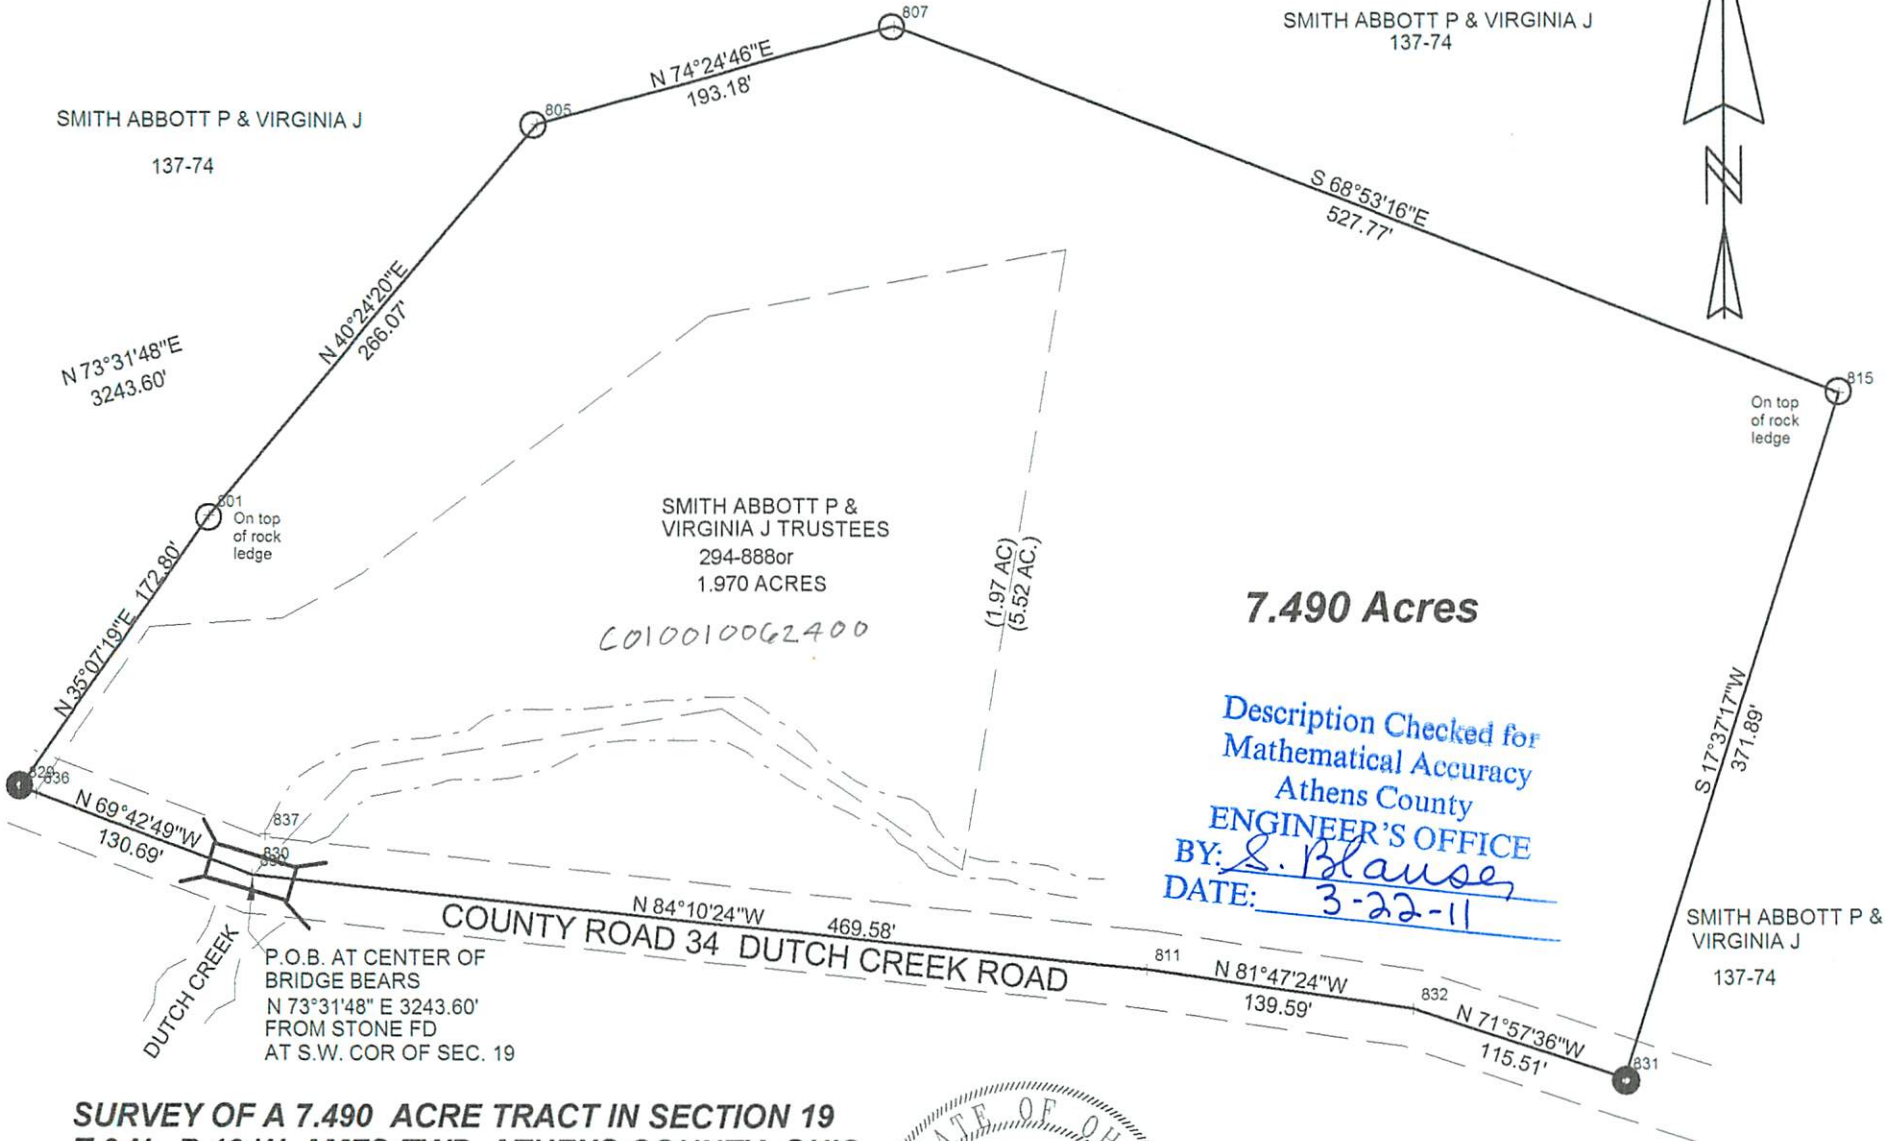 807
SMITH ABBOTT P & VIRGINIA J
137-74
N 74°24'46"E
193.18'
SMITH ABBOTT P & VIRGINIA J
137-74
805
N
S 68°53'16"E
527.77'
N 40°24'20"E
266.07'
N 73°31'48"E
3243.60'
815
On top
of rock
ledge
801
On top
of rock
ledge
SMITH ABBOTT P &
VIRGINIA J TRUSTEES
294-888or
1.970 ACRES
C010010062400
(1.97 AC)
(5.52 AC.)
7.490 Acres
N 35°07'19"E 172.80'
S 17°37'17"W
371.89'
Description Checked for
Mathematical Accuracy
Athens County
ENGINEER'S OFFICE
BY: S. Blauser
DATE: 3-22-11
829
836
N 69°42'49"W
130.69'
837
830
N 84°10'24"W 469.58'
COUNTY ROAD 34 DUTCH CREEK ROAD
811
N 81°47'24"W
139.59'
832
N 71°57'36"W
115.51'
831
SMITH ABBOTT P &
VIRGINIA J
137-74
DUTCH CREEK
P.O.B. AT CENTER OF
BRIDGE BEARS
N 73°31'48" E 3243.60'
FROM STONE FD
AT S.W. COR OF SEC. 19
SURVEY OF A 7.490 ACRE TRACT IN SECTION 19